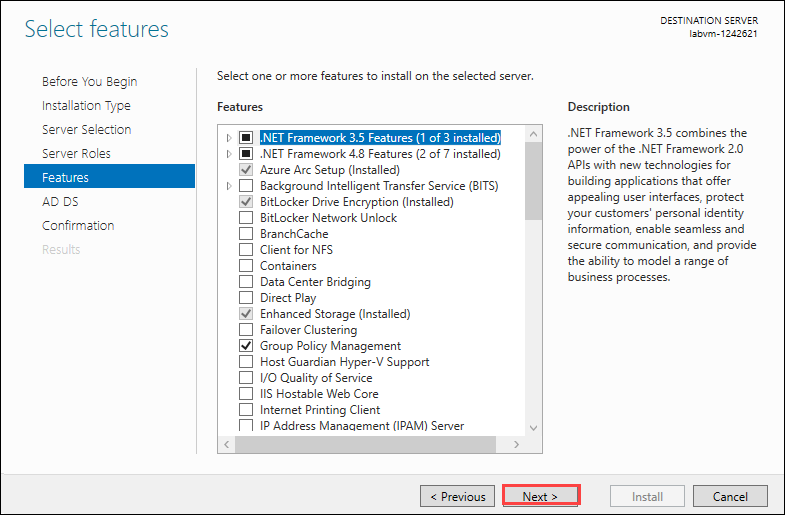 Select features
DESTINATION SERVER
labvm-1242621
Before You Begin
Installation Type
Server Selection
Server Roles
Features
AD DS
Confirmation
Results
Select one or more features to install on the selected server.
Features
.NET Framework 3.5 Features (1 of 3 installed)
.NET Framework 4.8 Features (2 of 7 installed)
Azure Arc Setup (Installed)
Background Intelligent Transfer Service (BITS)
BitLocker Drive Encryption (Installed)
BitLocker Network Unlock
BranchCache
Client for NFS
Containers
Data Center Bridging
Direct Play
Enhanced Storage (Installed)
Failover Clustering
Group Policy Management
Host Guardian Hyper-V Support
I/O Quality of Service
IIS Hostable Web Core
Internet Printing Client
IP Address Management (IPAM) Server
Description
.NET Framework 3.5 combines the
power of the .NET Framework 2.0
APIs with new technologies for
building applications that offer
appealing user interfaces, protect
your customers' personal identity
information, enable seamless and
secure communication, and provide
the ability to model a range of
business processes.
< Previous
Next >
Install
Cancel